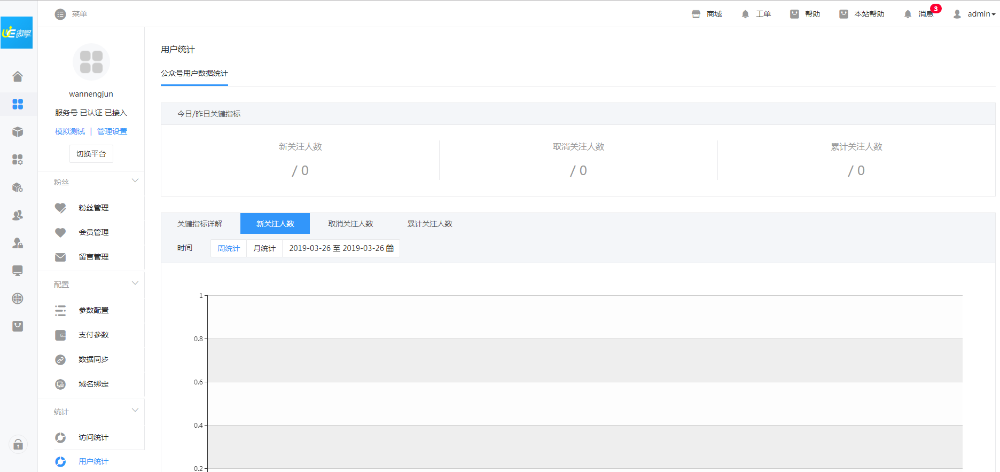 菜单
商城
工单
帮助
本站帮助
消息 3
admin
WE微擎
wannengjun
服务号 已认证 已接入
模拟测试 | 管理设置
切换平台
粉丝
粉丝管理
会员管理
留言管理
配置
参数配置
支付参数
数据同步
域名绑定
统计
访问统计
用户统计
用户统计
公众号用户数据统计
今日/昨日关键指标
新关注人数
/ 0
取消关注人数
/ 0
累计关注人数
/ 0
关键指标详解 新关注人数 取消关注人数 累计关注人数
时间 周统计 月统计 2019-03-26 至 2019-03-26
1
0.8
0.6
0.4
0.2